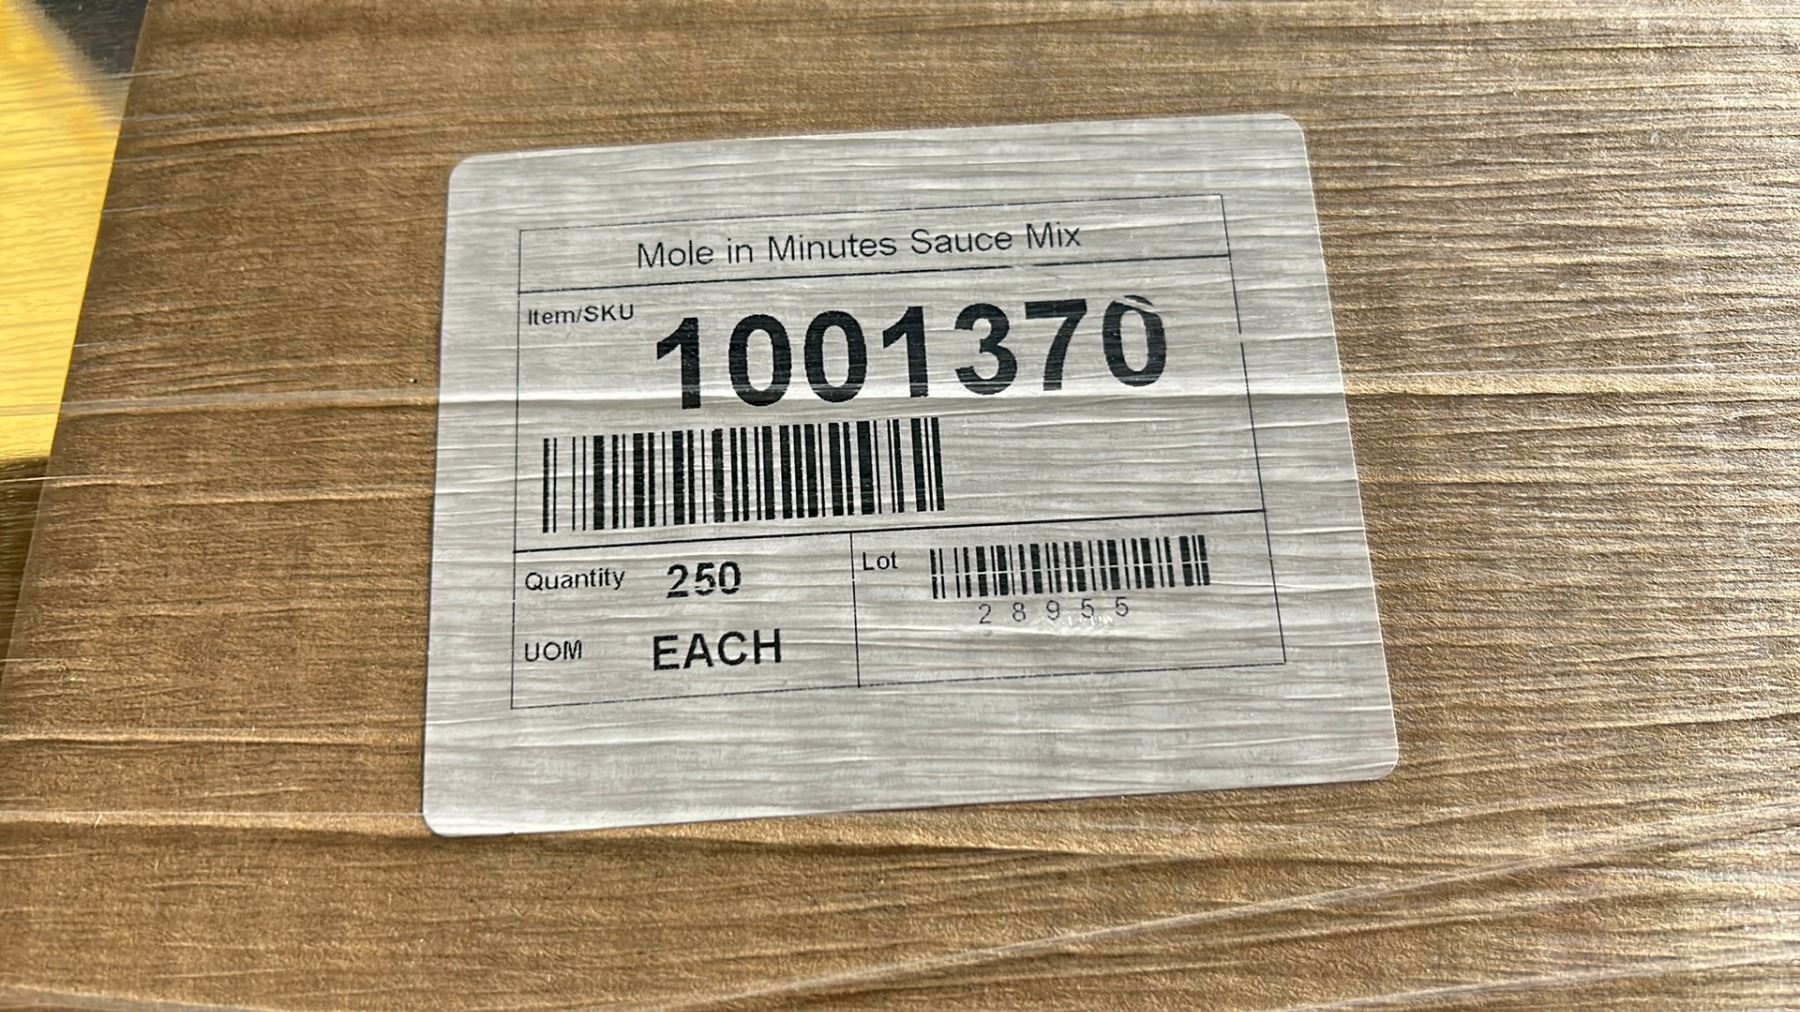 Mole in Minutes Sauce Mix
Item/SKU 1001370
Quantity 250
Lot
28955
UOM EACH